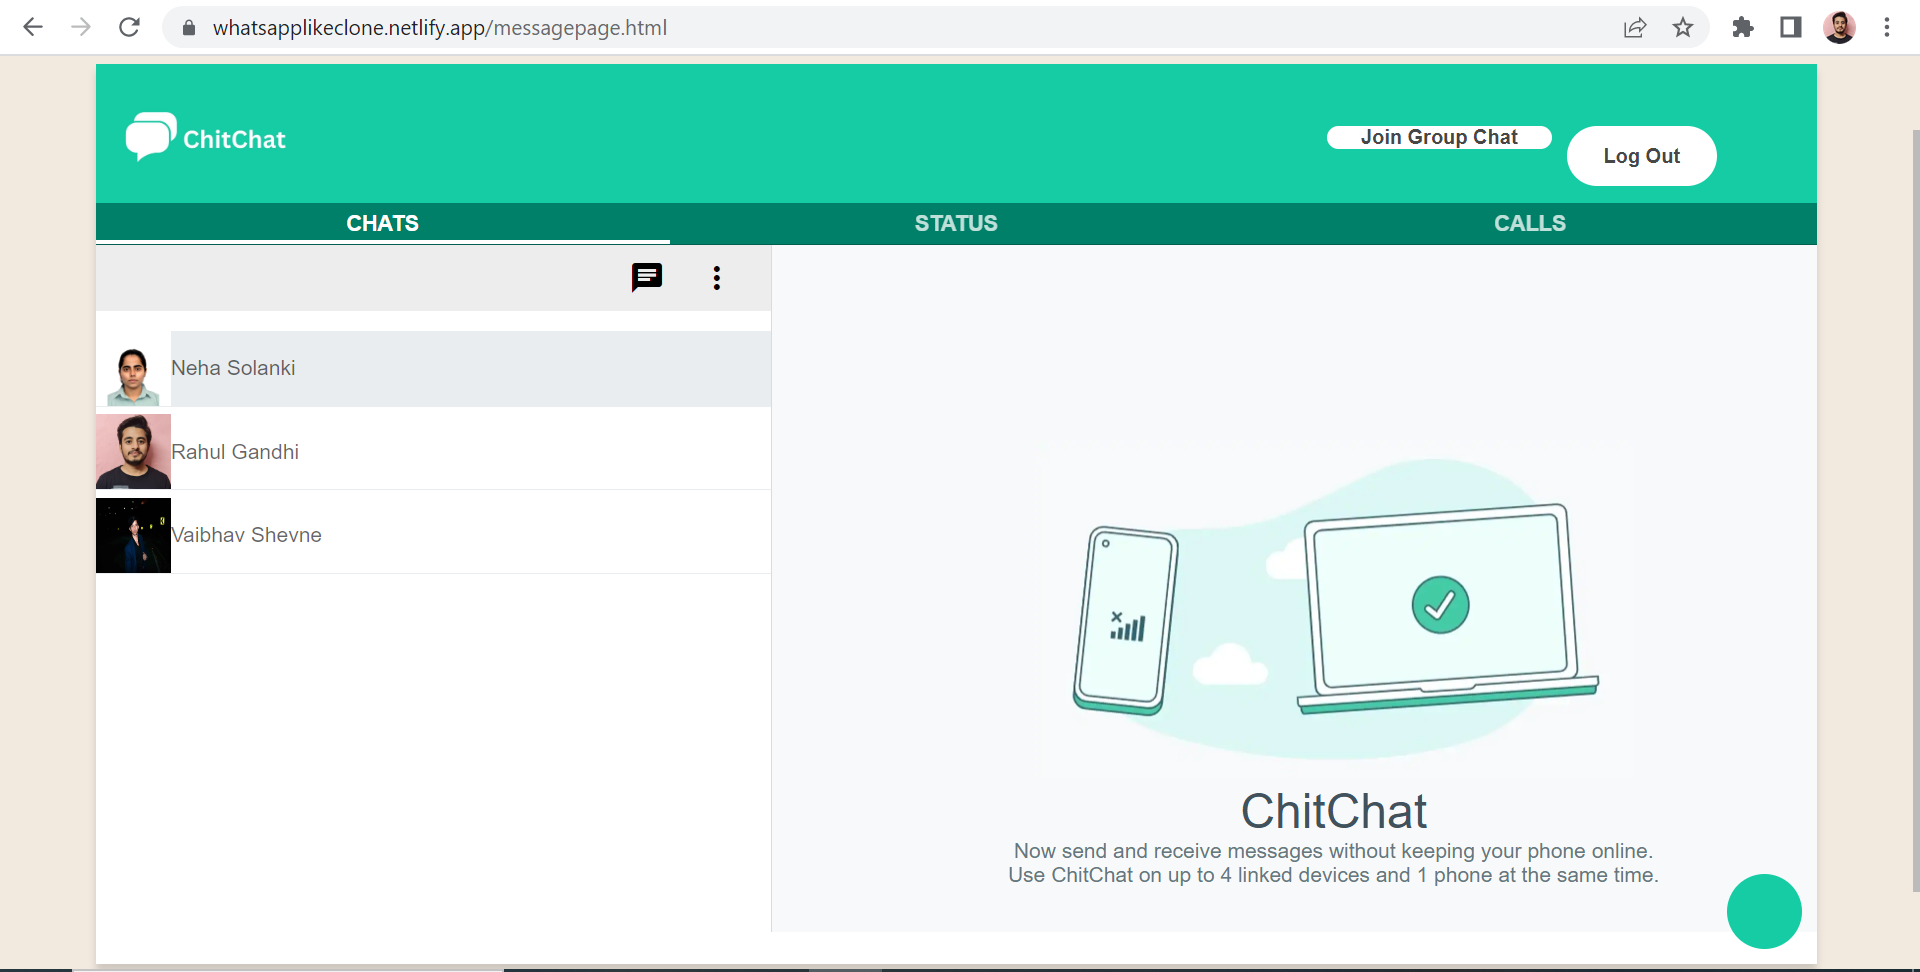 whatsapplikeclone.netlify.app/messagepage.html
ChitChat
Join Group Chat
Log Out
CHATS
STATUS
CALLS
Neha Solanki
Rahul Gandhi
Vaibhav Shevne
ChitChat
Now send and receive messages without keeping your phone online.
Use ChitChat on up to 4 linked devices and 1 phone at the same time.